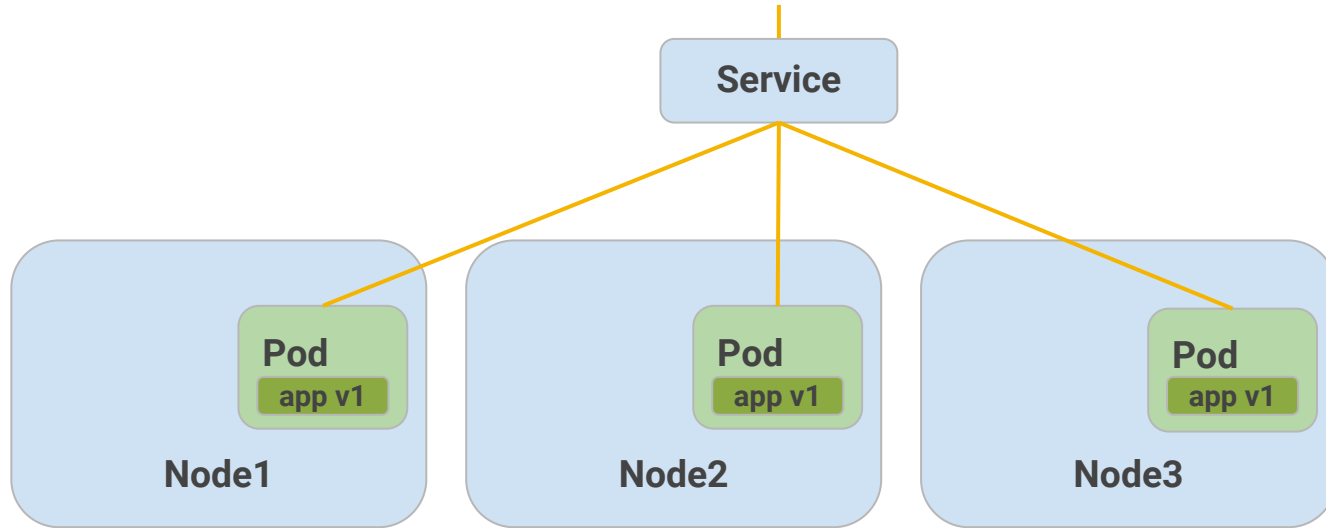 Service
Pod
app v1
Node1
Pod
app v1
Node2
Pod
app v1
Node3